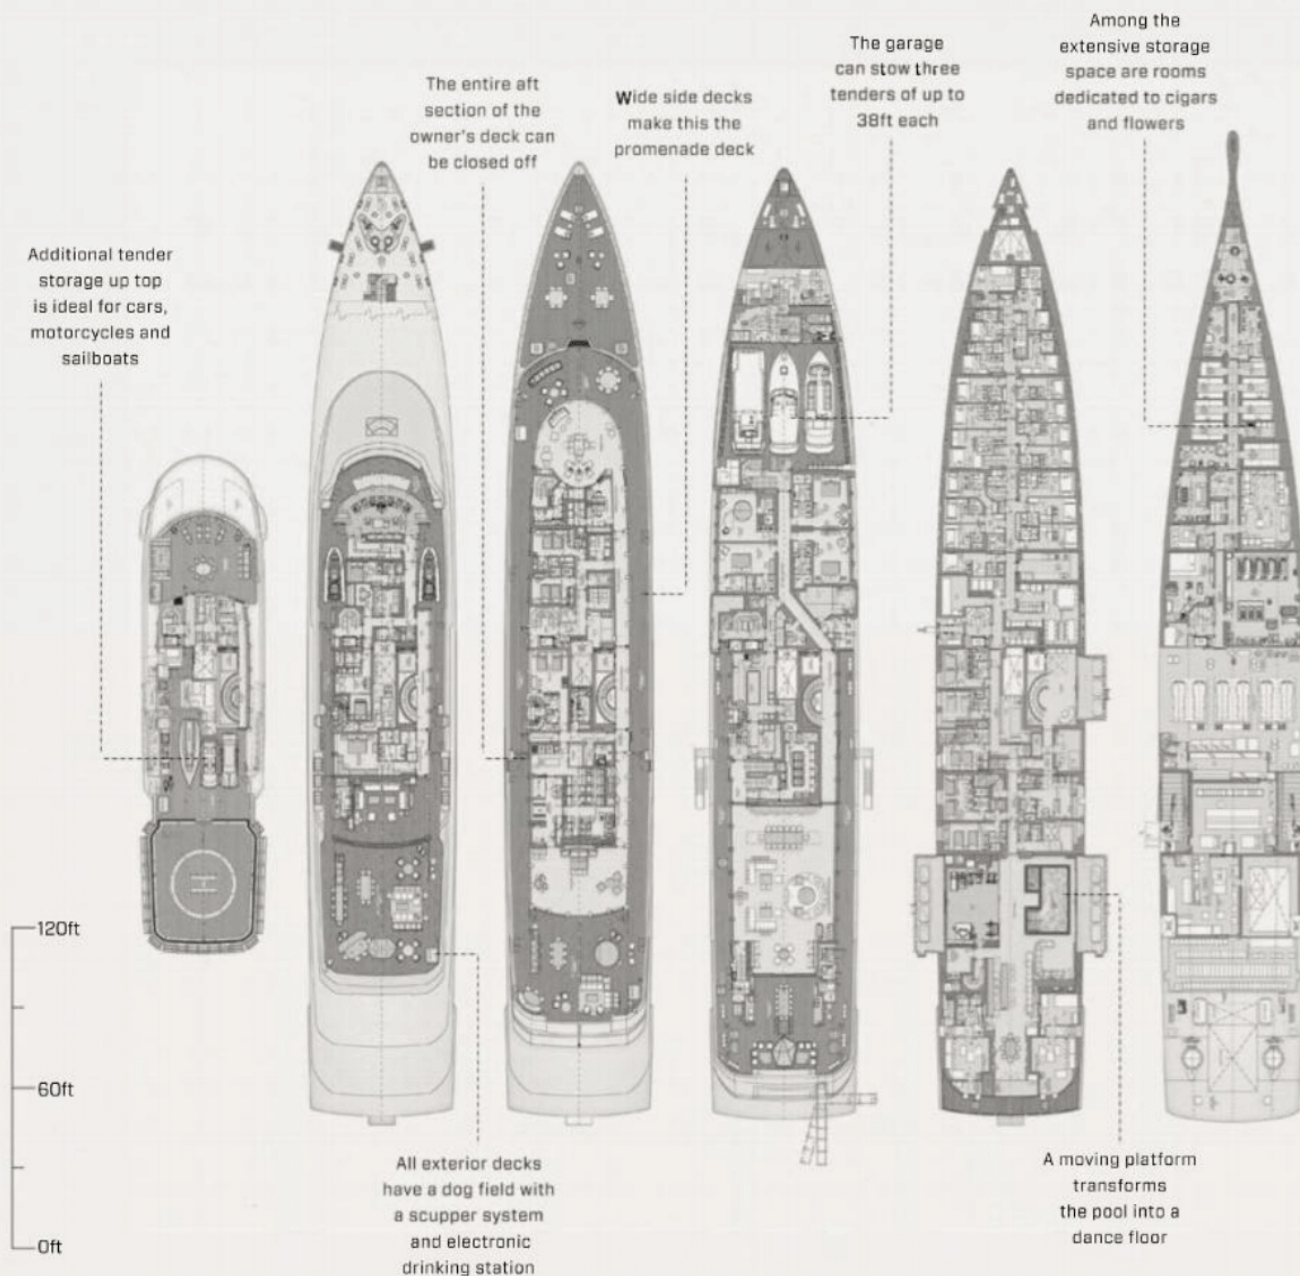 Among the
extensive storage
space are rooms
dedicated to cigars
and flowers
The garage
can stow three
tenders of up to
38ft each
The entire aft
section of the
owner's deck can
be closed off
Wide side decks
make this the
promenade deck
Additional tender
storage up top
is ideal for cars,
motorcycles and
sailboats
H
120ft
60ft
0ft
All exterior decks
have a dog field with
a scupper system
and electronic
drinking station
A moving platform
transforms
the pool into a
dance floor